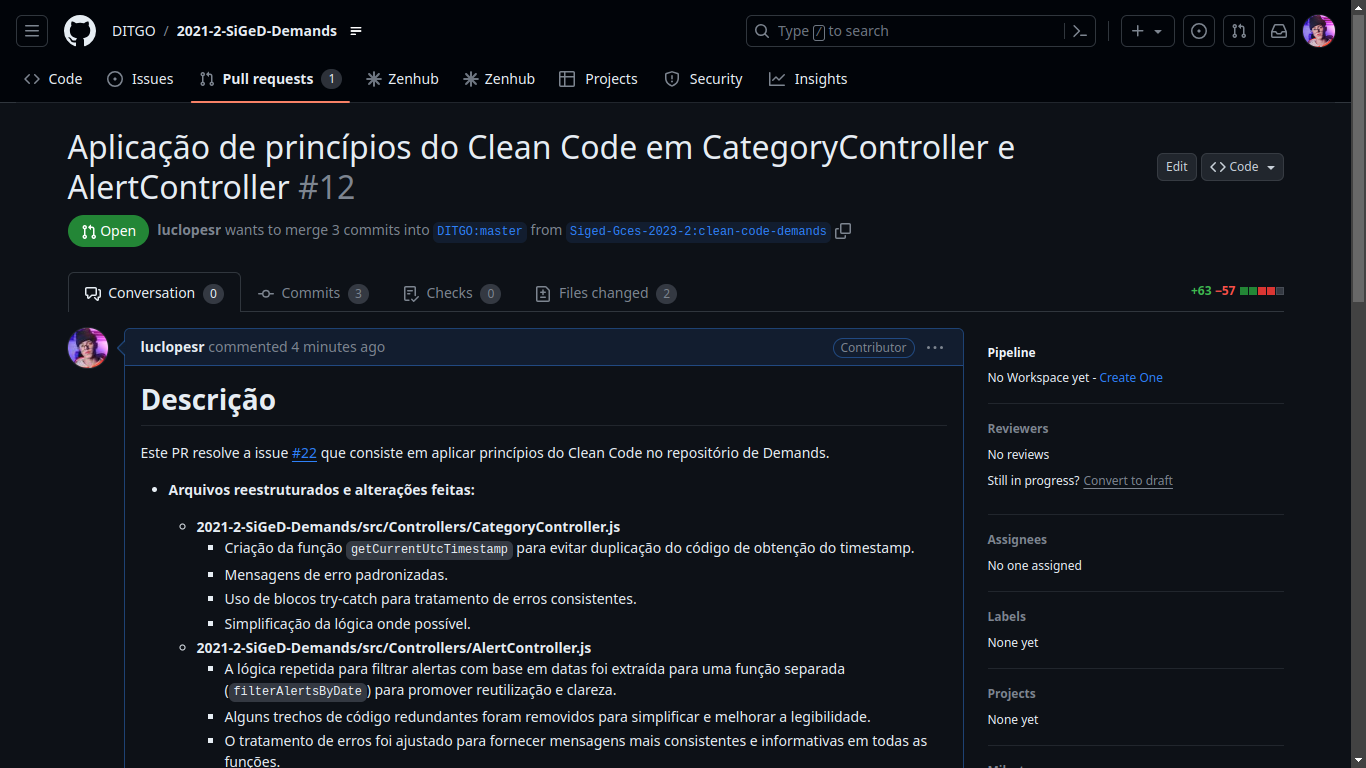 DITGO / 2021-2-SiGeD-Demands
Type / to search
Code Issues Pull requests 1 Zenhub Zenhub Projects Security Insights
Aplicação de princípios do Clean Code em CategoryController e
AlertController #12
Edit
Code
Open luclopesr wants to merge 3 commits into DITGO:master from Siged-Gces-2023-2:clean-code-demands
Conversation 0 Commits 3 Checks 0 Files changed 2
+63 −57
luclopesr commented 4 minutes ago
Contributor
Descrição
Este PR resolve a issue #22 que consiste em aplicar princípios do Clean Code no repositório de Demands.
• Arquivos reestruturados e alterações feitas:
◦ 2021-2-SiGeD-Demands/src/Controllers/CategoryController.js
▪ Criação da função getCurrentUtcTimestamp para evitar duplicação do código de obtenção do timestamp.
▪ Mensagens de erro padronizadas.
▪ Uso de blocos try-catch para tratamento de erros consistentes.
▪ Simplificação da lógica onde possível.
◦ 2021-2-SiGeD-Demands/src/Controllers/AlertController.js
▪ A lógica repetida para filtrar alertas com base em datas foi extraída para uma função separada
(filterAlertsByDate) para promover reutilização e clareza.
▪ Alguns trechos de código redundantes foram removidos para simplificar e melhorar a legibilidade.
▪ O tratamento de erros foi ajustado para fornecer mensagens mais consistentes e informativas em todas as
funções.
Pipeline
No Workspace yet - Create One
Reviewers
No reviews
Still in progress? Convert to draft
Assignees
No one assigned
Labels
None yet
Projects
None yet